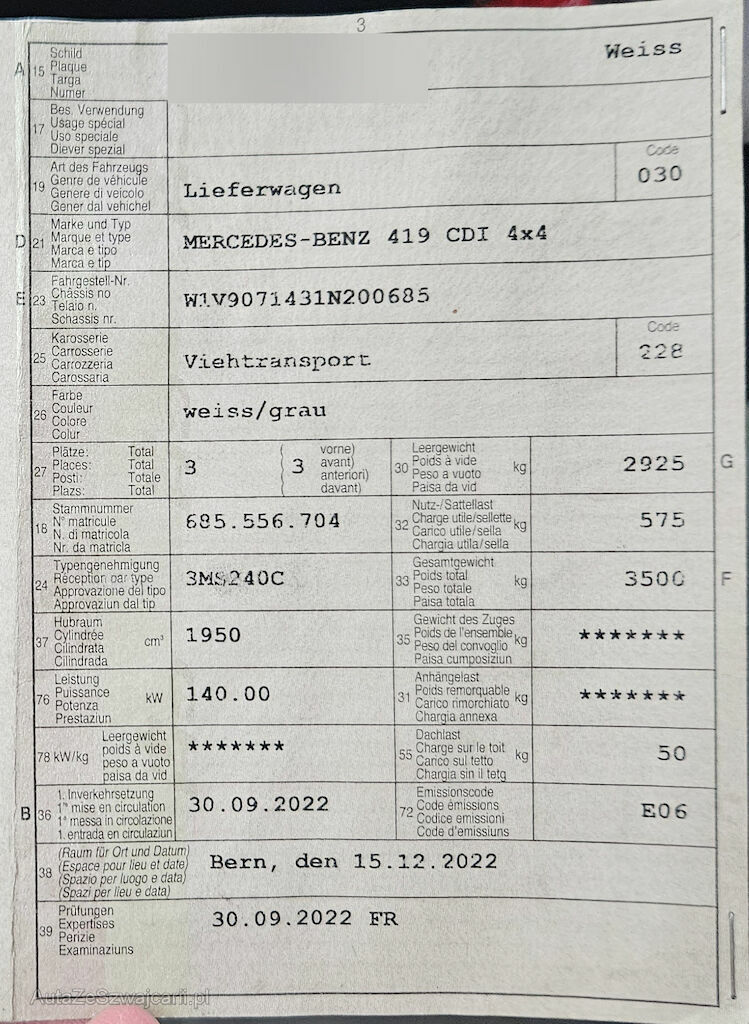 3
A 15 Schild
Plaque
Targa
Numer
Weiss
17 Bes. Verwendung
Usage spécial
Uso speciale
Diever spezial
19 Art des Fahrzeugs
Genre de véhicule
Genere di veicolo
Gener dal vehichel
Lieferwagen
Code
030
D 21 Marke und Typ
Marque et type
Marca e tipo
Marca e tip
MERCEDES-BENZ 419 CDI 4x4
E 23 Fahrgestell-Nr.
Châssis no
Telaio n.
Schassis nr.
W1V9071431N200685
25 Karosserie
Carrosserie
Carrozzeria
Carossaria
Viehtransport
Code
228
26 Farbe
Couleur
Colore
Colur
weiss/grau
27 Plätze: Total
Places: Total
Posti: Totale
Plazs: Total
3
( vorne)
3 avant)
anteriori)
( davant)
30 Leergewicht
Poids à vide
Peso a vuoto
Paisa da vid
kg
2925
G
18 Stammnummer
N° matricule
N. di matricola
Nr. da matricla
685.556.704
32 Nutz-/Sattellast
Charge utile/sellette
Carico utile/sella
Chargia utila/sella
kg
575
24 Typengenehmigung
Réception par type
Approvazione del tipo
Approvaziun dal tip
3MS240C
33 Gesamtgewicht
Poids total
Peso totale
Paisa totala
kg
3500
F
37 Hubraum
Cylindrée
Cilindrata
Cilindrada
cm³
1950
35 Gewicht des Zuges
Poids de l'ensemble
Peso del convoglio
Paisa cumposiziun
kg
*******
76 Leistung
Puissance
Potenza
Prestaziun
kW
140.00
31 Anhängelast
Poids remorquable
Carico rimorchiato
Chargia annexa
kg
*******
78 kW/kg
Leergewicht
poids à vide
peso a vuoto
paisa da vid
*******
55 Dachlast
Charge sur le toit
Carico sul tetto
Chargia sin il tetg
kg
50
B 36 1. Inverkehrsetzung
1re mise en circulation
1a messa in circolazione
1. entrada en circulaziun
30.09.2022
72 Emissionscode
Code émissions
Codice emissioni
Code d'emissiuns
E06
38 (Raum für Ort und Datum)
(Espace pour lieu et date)
(Spazio per luogo e data)
(Spazi per lieu e data)
Bern, den 15.12.2022
39 Prüfungen
Expertises
Perizie
Examinaziuns
30.09.2022 FR
AutaZeSzwajcarii.pl